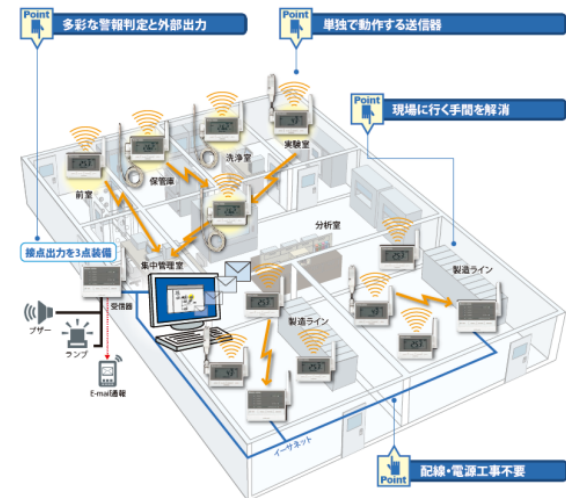 Point
多彩な警報判定と外部出力
Point
単独で動作する送信器
Point
現場に行く手間を解消
実験室
洗浄室
保管庫
前室
分析室
接点出力を3点装備
集中管理室
製造ライン
受信器
ブザー
ランプ
製造ライン
E-mail通報
イーサネット
Point
配線・電源工事不要